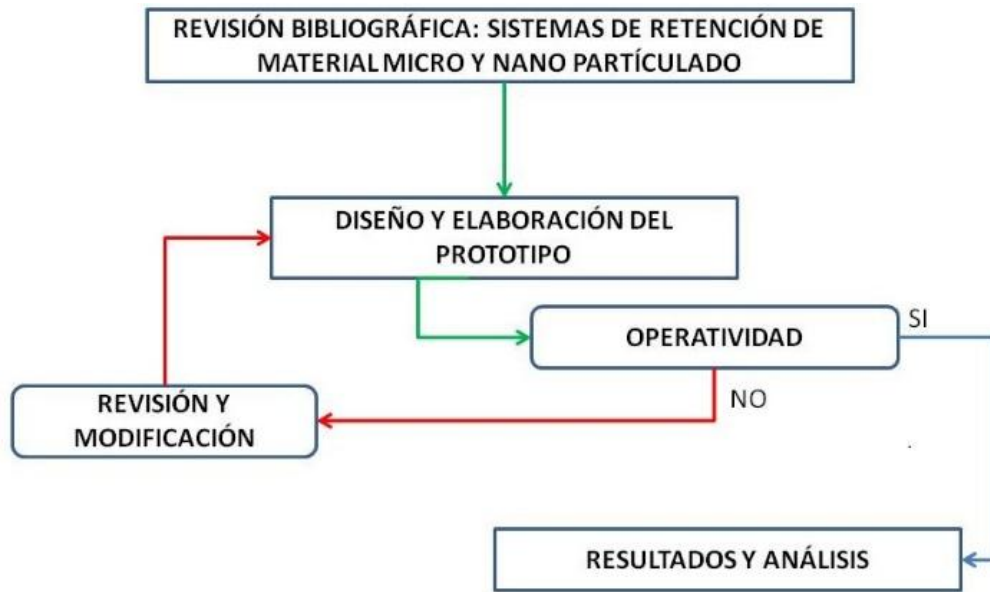 REVISIÓN BIBLIOGRÁFICA: SISTEMAS DE RETENCIÓN DE
MATERIAL MICRO Y NANO PARTÍCULADO
DISEÑO Y ELABORACIÓN DEL
PROTOTIPO
SI
OPERATIVIDAD
NO
REVISIÓN Y
MODIFICACIÓN
RESULTADOS Y ANÁLISIS